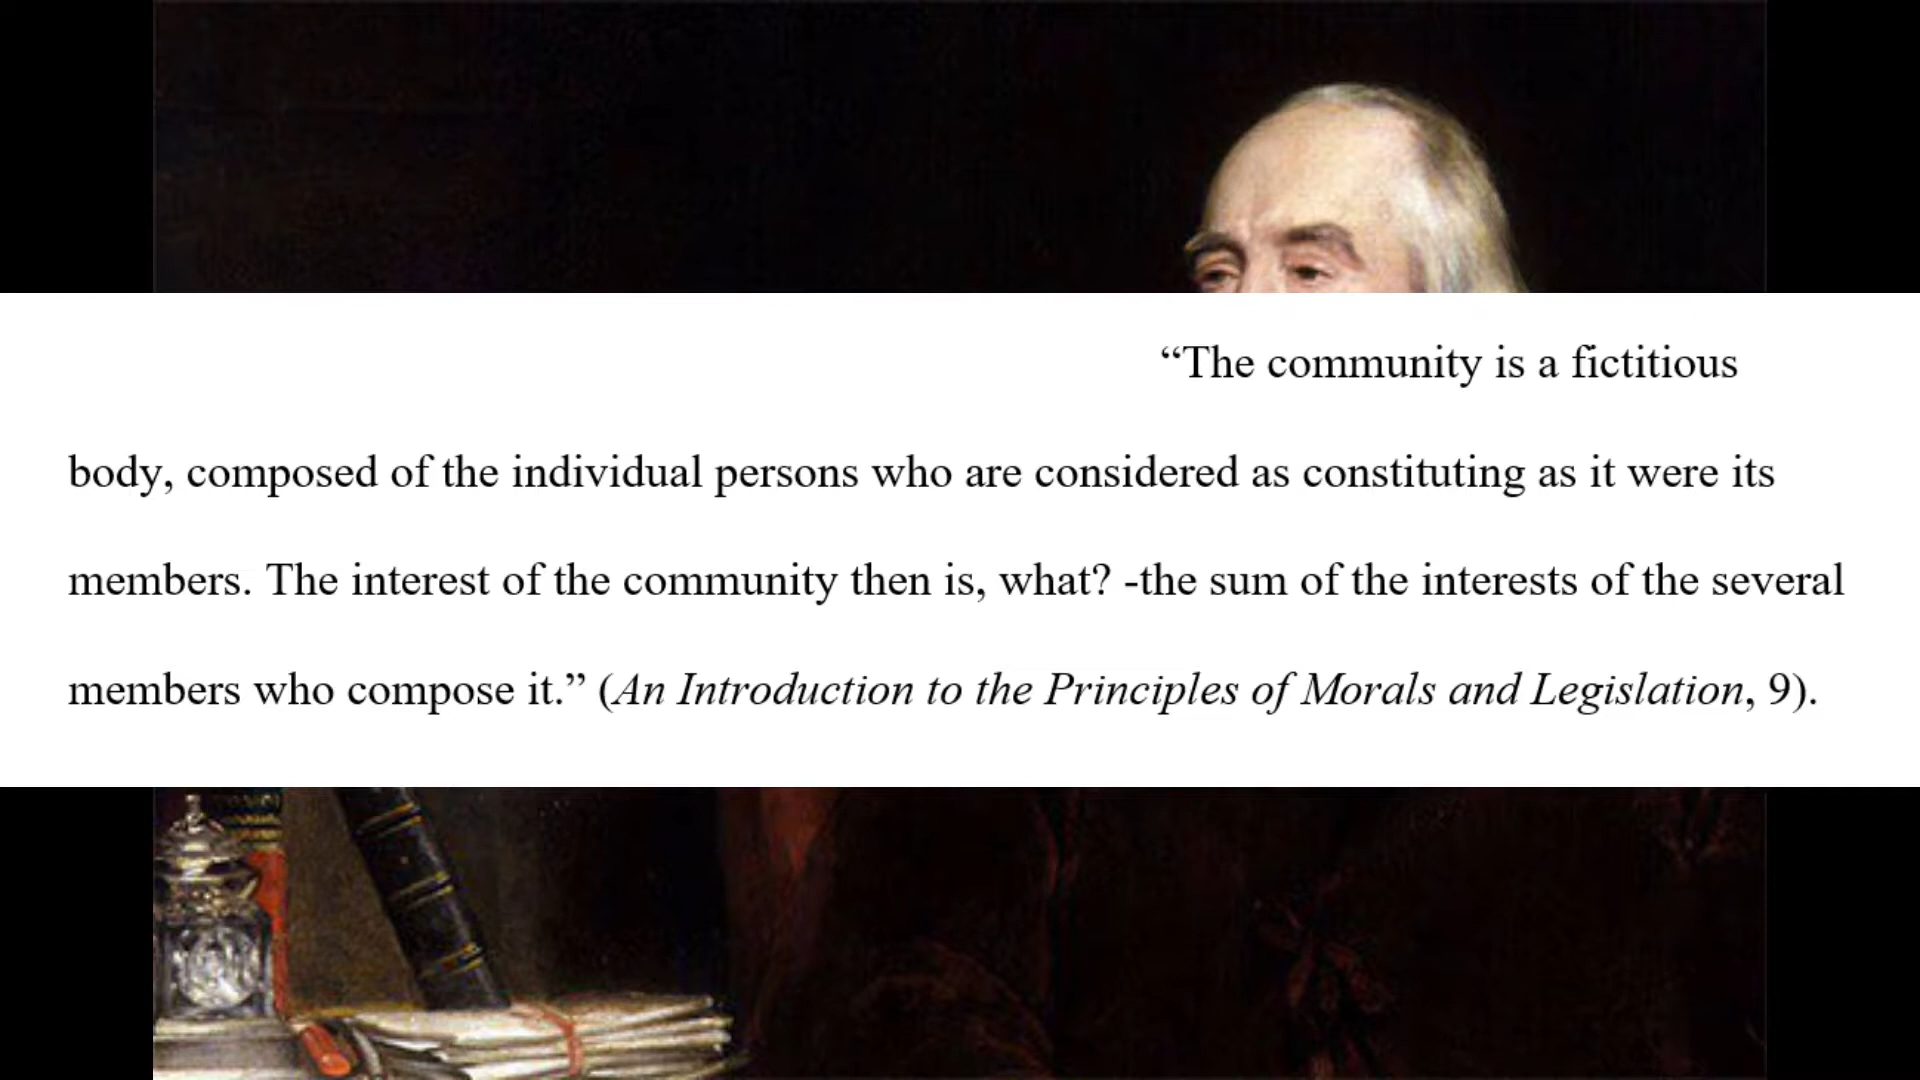 “The community is a fictitious
body, composed of the individual persons who are considered as constituting as it were its
members. The interest of the community then is, what? -the sum of the interests of the several
members who compose it.” (An Introduction to the Principles of Morals and Legislation, 9).